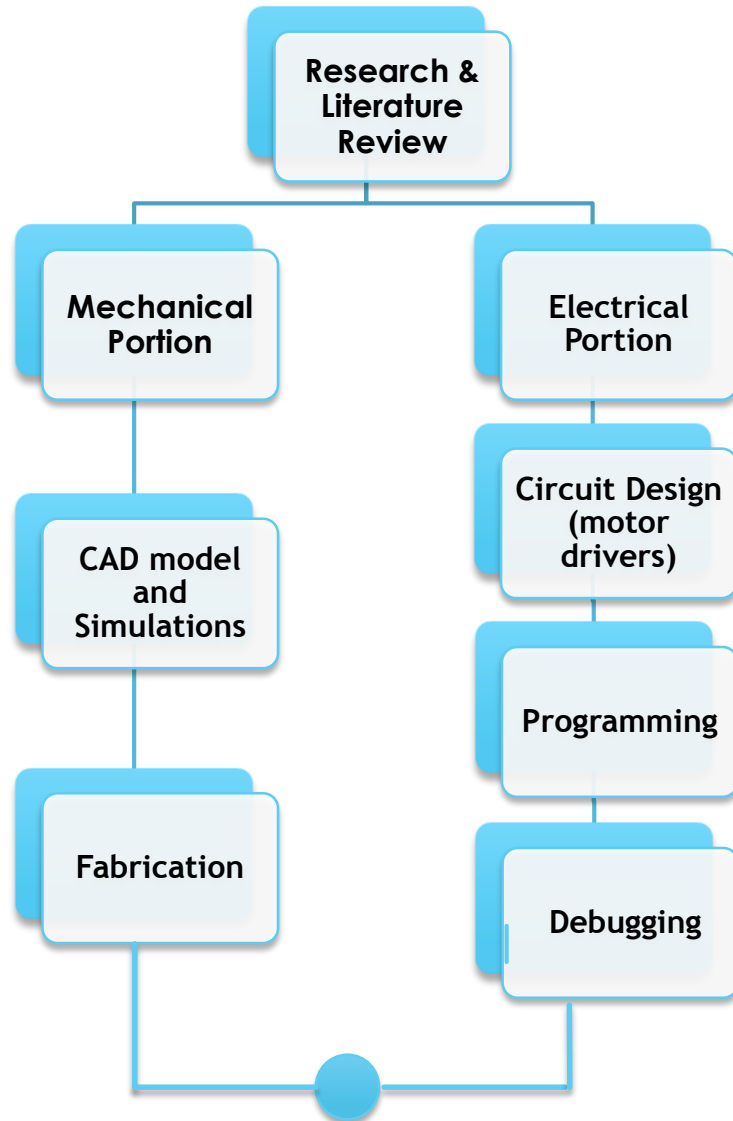 Research &
Literature
Review
Mechanical
Portion
Electrical
Portion
CAD model
and
Simulations
Circuit Design
(motor
drivers)
Programming
Fabrication
Debugging